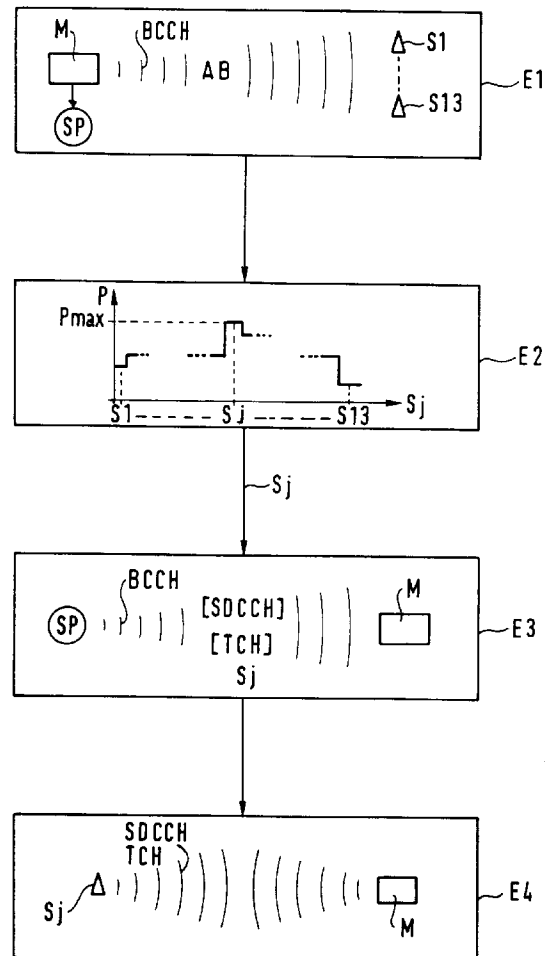 M
BCCH
AB
S1
S13
SP
E1
P
Pmax
S1
Sj
S13
Sj
E2
Sj
BCCH
SP
[SDCCH]
[TCH]
Sj
M
E3
SDCCH
TCH
Sj
M
E4